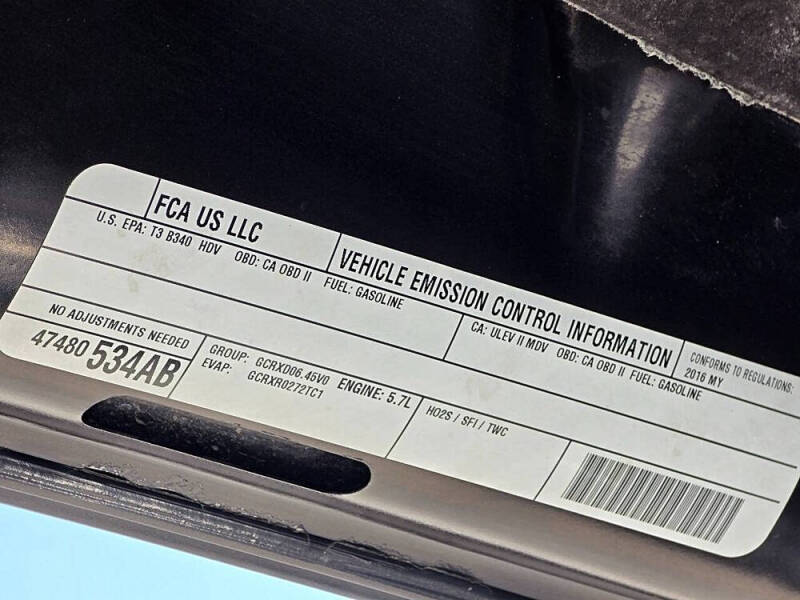 FCA US LLC
VEHICLE EMISSION CONTROL INFORMATION
CONFORMS TO REGULATIONS:
2016 MY
U.S. EPA: T3 B340 HDV OBD: CA OBD II FUEL: GASOLINE
CA: ULEV II MDV OBD: CA OBD II FUEL: GASOLINE
NO ADJUSTMENTS NEEDED
47480534AB
GROUP: GCRXD06.45V0 ENGINE: 5.7L
EVAP: GCRXR0272TC1
HO2S / SFI / TWC